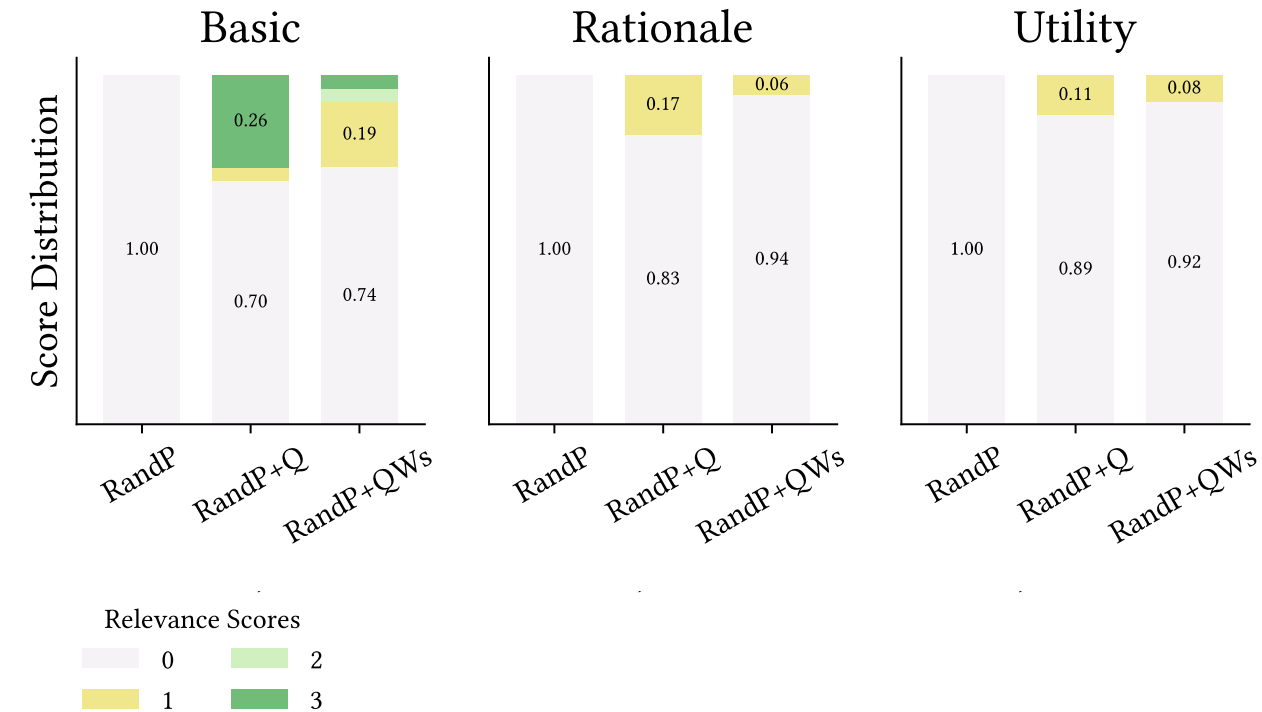 Basic
Rationale
Utility
Score Distribution
1.00
0.26
0.70
0.19
0.74
1.00
0.17
0.83
0.06
0.94
1.00
0.11
0.89
0.08
0.92
RandP
RandP+Q
RandP+QWs
RandP
RandP+Q
RandP+QWs
RandP
RandP+Q
RandP+QWs
Relevance Scores
0
2
1
3